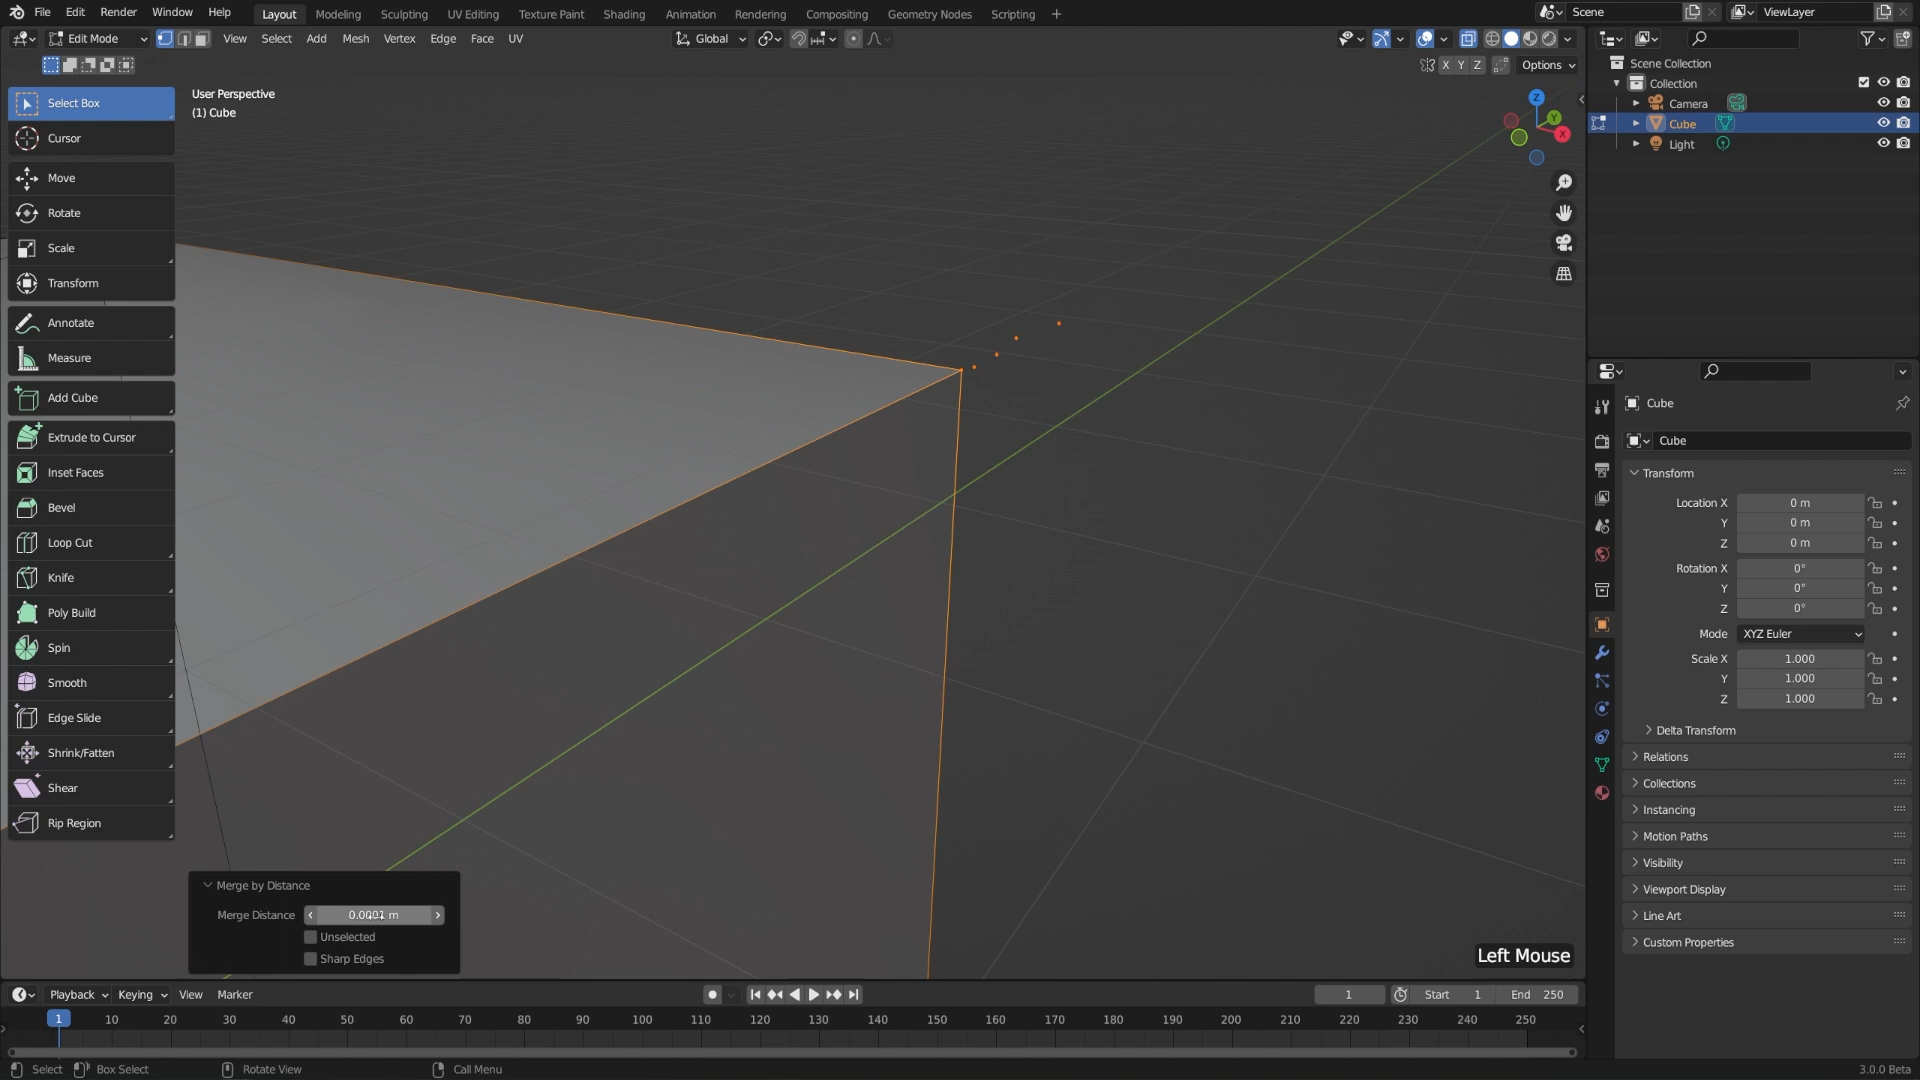 File Edit Render Window Help Layout Modeling Sculpting UV Editing Texture Paint Shading Animation Rendering Compositing Geometry Nodes Scripting + Scene ViewLayer
Edit Mode View Select Add Mesh Vertex Edge Face UV Global
X Y Z Options
User Perspective
(1) Cube
Select Box
Cursor
Move
Rotate
Scale
Transform
Annotate
Measure
Add Cube
Extrude to Cursor
Inset Faces
Bevel
Loop Cut
Knife
Poly Build
Spin
Smooth
Edge Slide
Shrink/Fatten
Shear
Rip Region
Z
Y
X
Merge by Distance
Merge Distance 0.0001 m
Unselected
Sharp Edges
Left Mouse
Scene Collection
Collection
Camera
Cube
Light
Cube
Cube
Transform
Location X 0 m
Y 0 m
Z 0 m
Rotation X 0°
Y 0°
Z 0°
Mode XYZ Euler
Scale X 1.000
Y 1.000
Z 1.000
Delta Transform
Relations
Collections
Instancing
Motion Paths
Visibility
Viewport Display
Line Art
Custom Properties
Playback Keying View Marker 1 Start 1 End 250
1 10 20 30 40 50 60 70 80 90 100 110 120 130 140 150 160 170 180 190 200 210 220 230 240 250
Select Box Select Rotate View Call Menu 3.0.0 Beta